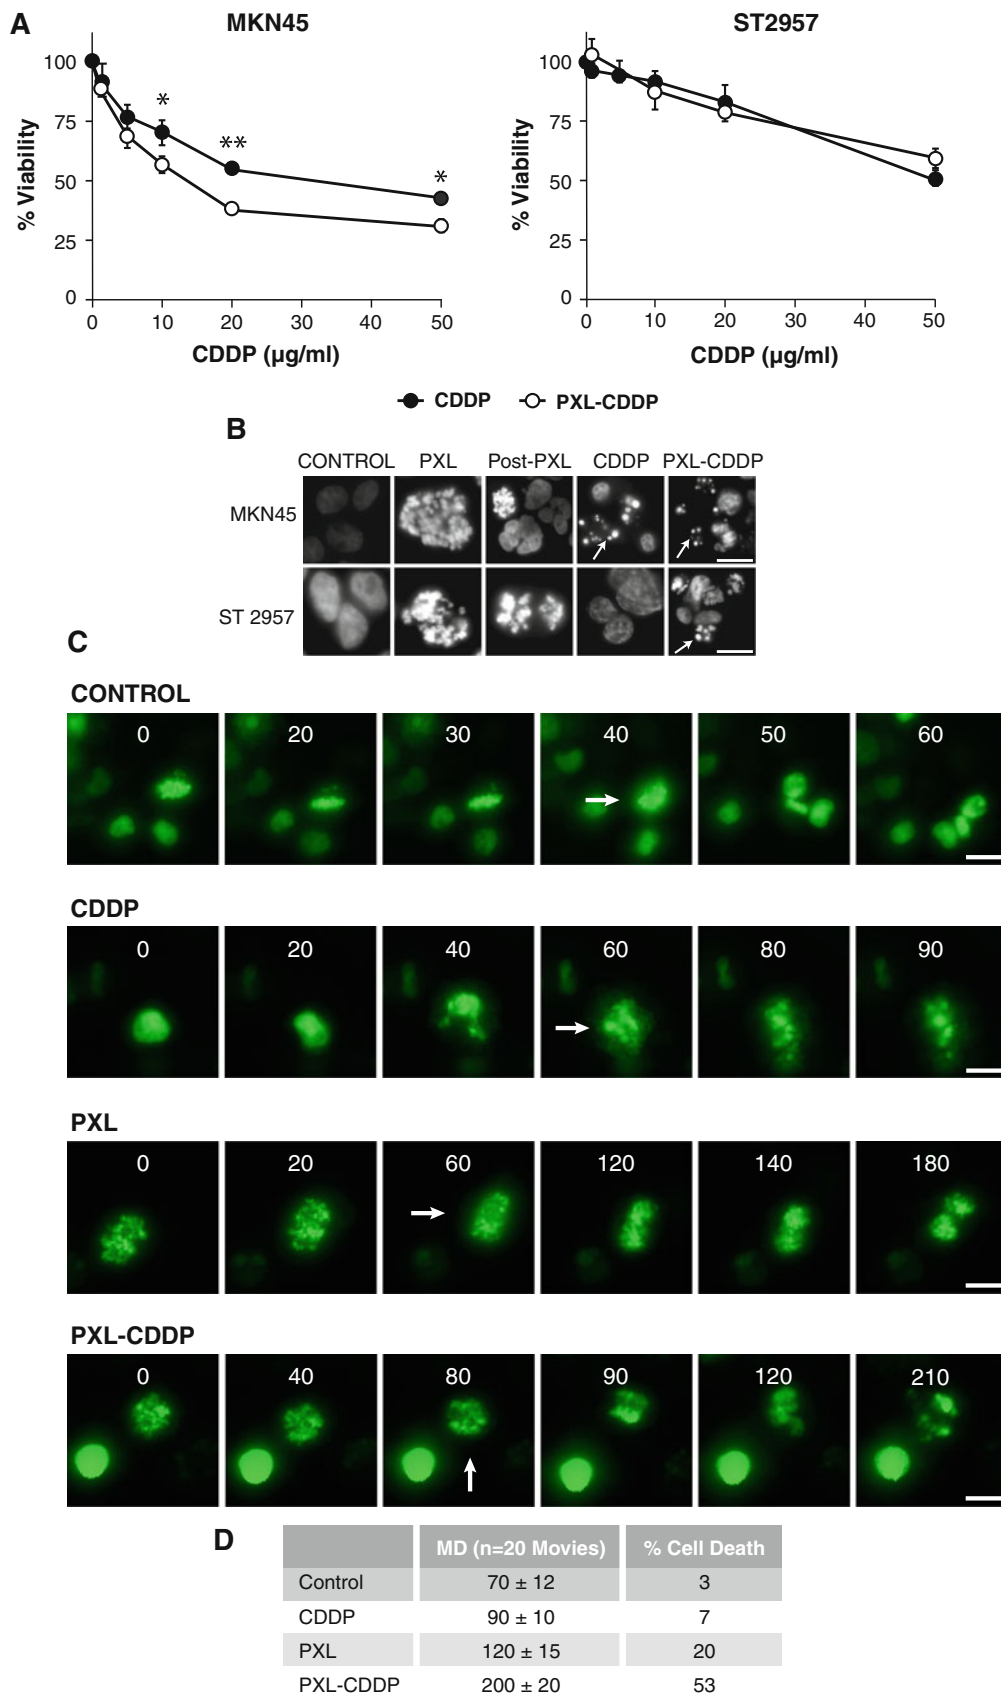 A
MKN45
ST2957
% Viability
100
75
50
25
0
*
**
*
0 10 20 30 40 50
CDDP (µg/ml)
% Viability
100
75
50
25
0
0 10 20 30 40 50
CDDP (µg/ml)
CDDP PXL-CDDP
B
CONTROL PXL Post-PXL CDDP PXL-CDDP
MKN45
ST 2957
C
CONTROL
0 20 30 40 50 60
CDDP
0 20 40 60 80 90
PXL
0 20 60 120 140 180
PXL-CDDP
0 40 80 90 120 210
D
MD (n=20 Movies) % Cell Death
Control 70 ± 12 3
CDDP 90 ± 10 7
PXL 120 ± 15 20
PXL-CDDP 200 ± 20 53